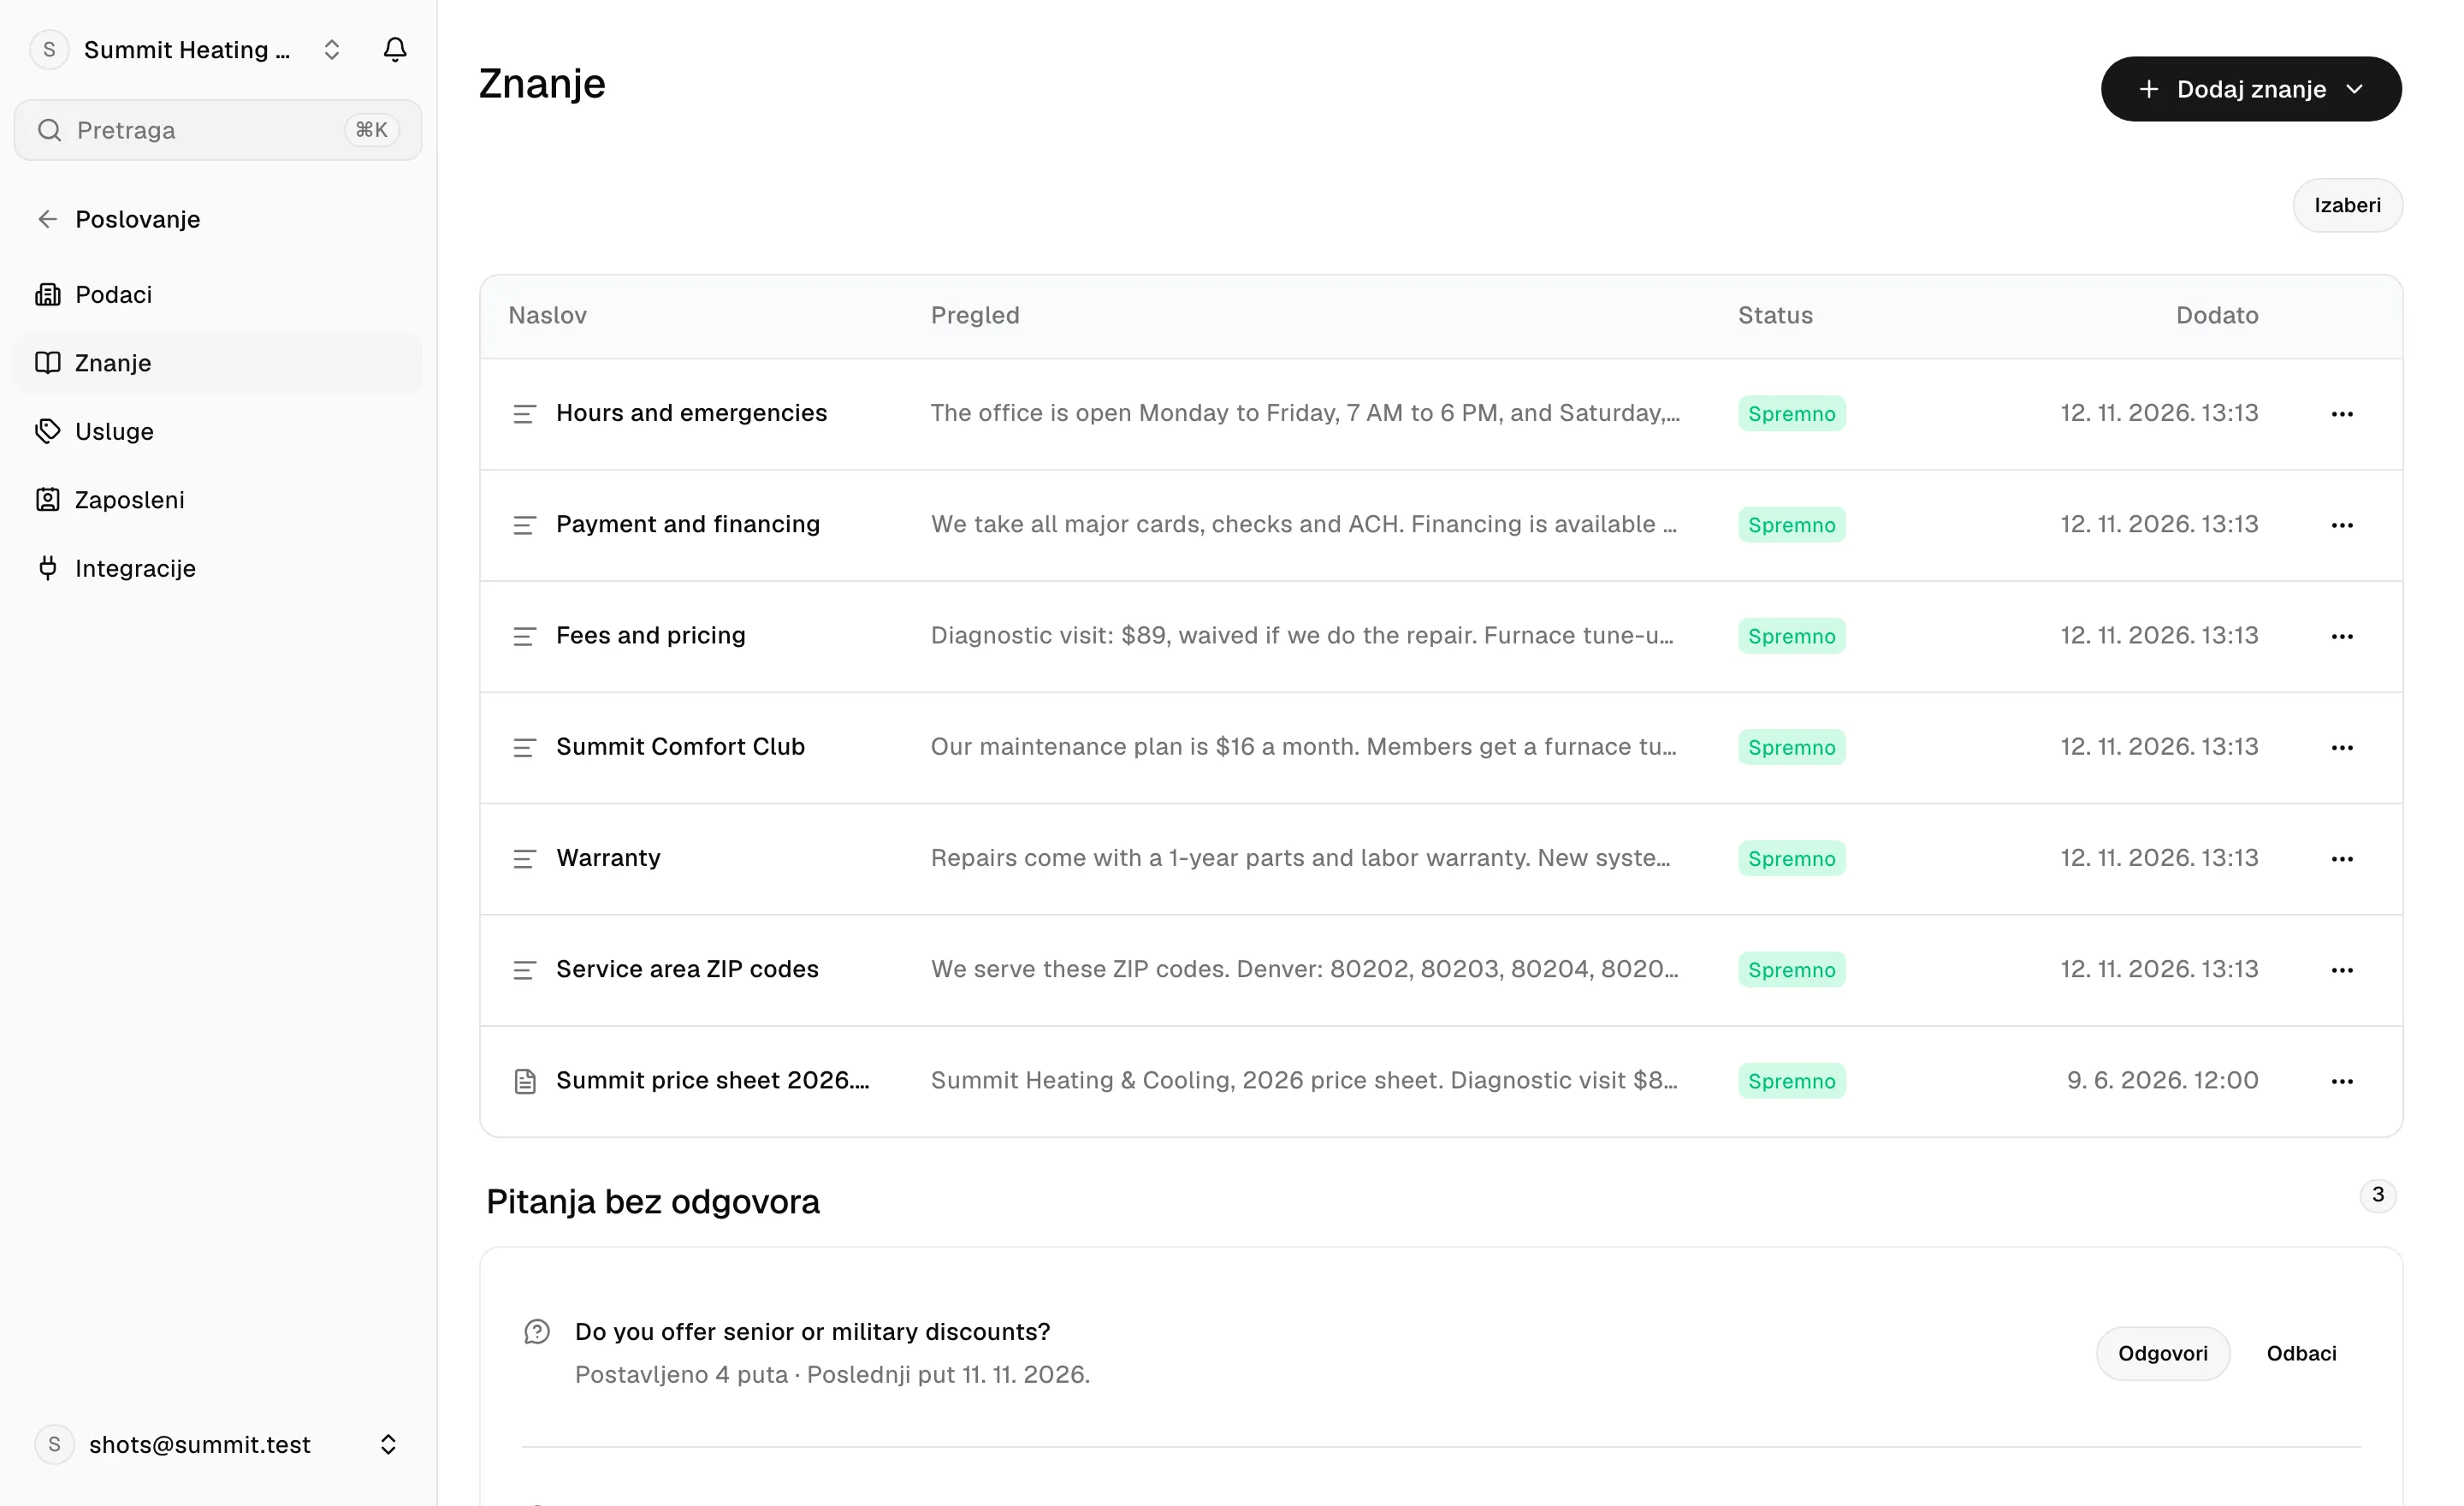 S Summit Heating ...
Pretraga ⌘K
Poslovanje
Podaci
Znanje
Usluge
Zaposleni
Integracije
S shots@summit.test
Znanje
Dodaj znanje
Izaberi
Naslov Pregled Status Dodato
Hours and emergencies The office is open Monday to Friday, 7 AM to 6 PM, and Saturday,... Spremno 12. 11. 2026. 13:13
Payment and financing We take all major cards, checks and ACH. Financing is available ... Spremno 12. 11. 2026. 13:13
Fees and pricing Diagnostic visit: $89, waived if we do the repair. Furnace tune-u... Spremno 12. 11. 2026. 13:13
Summit Comfort Club Our maintenance plan is $16 a month. Members get a furnace tu... Spremno 12. 11. 2026. 13:13
Warranty Repairs come with a 1-year parts and labor warranty. New syste... Spremno 12. 11. 2026. 13:13
Service area ZIP codes We serve these ZIP codes. Denver: 80202, 80203, 80204, 8020... Spremno 12. 11. 2026. 13:13
Summit price sheet 2026.... Summit Heating & Cooling, 2026 price sheet. Diagnostic visit $8... Spremno 9. 6. 2026. 12:00
Pitanja bez odgovora 3
Do you offer senior or military discounts?
Postavljeno 4 puta · Poslednji put 11. 11. 2026.
Odgovori Odbaci